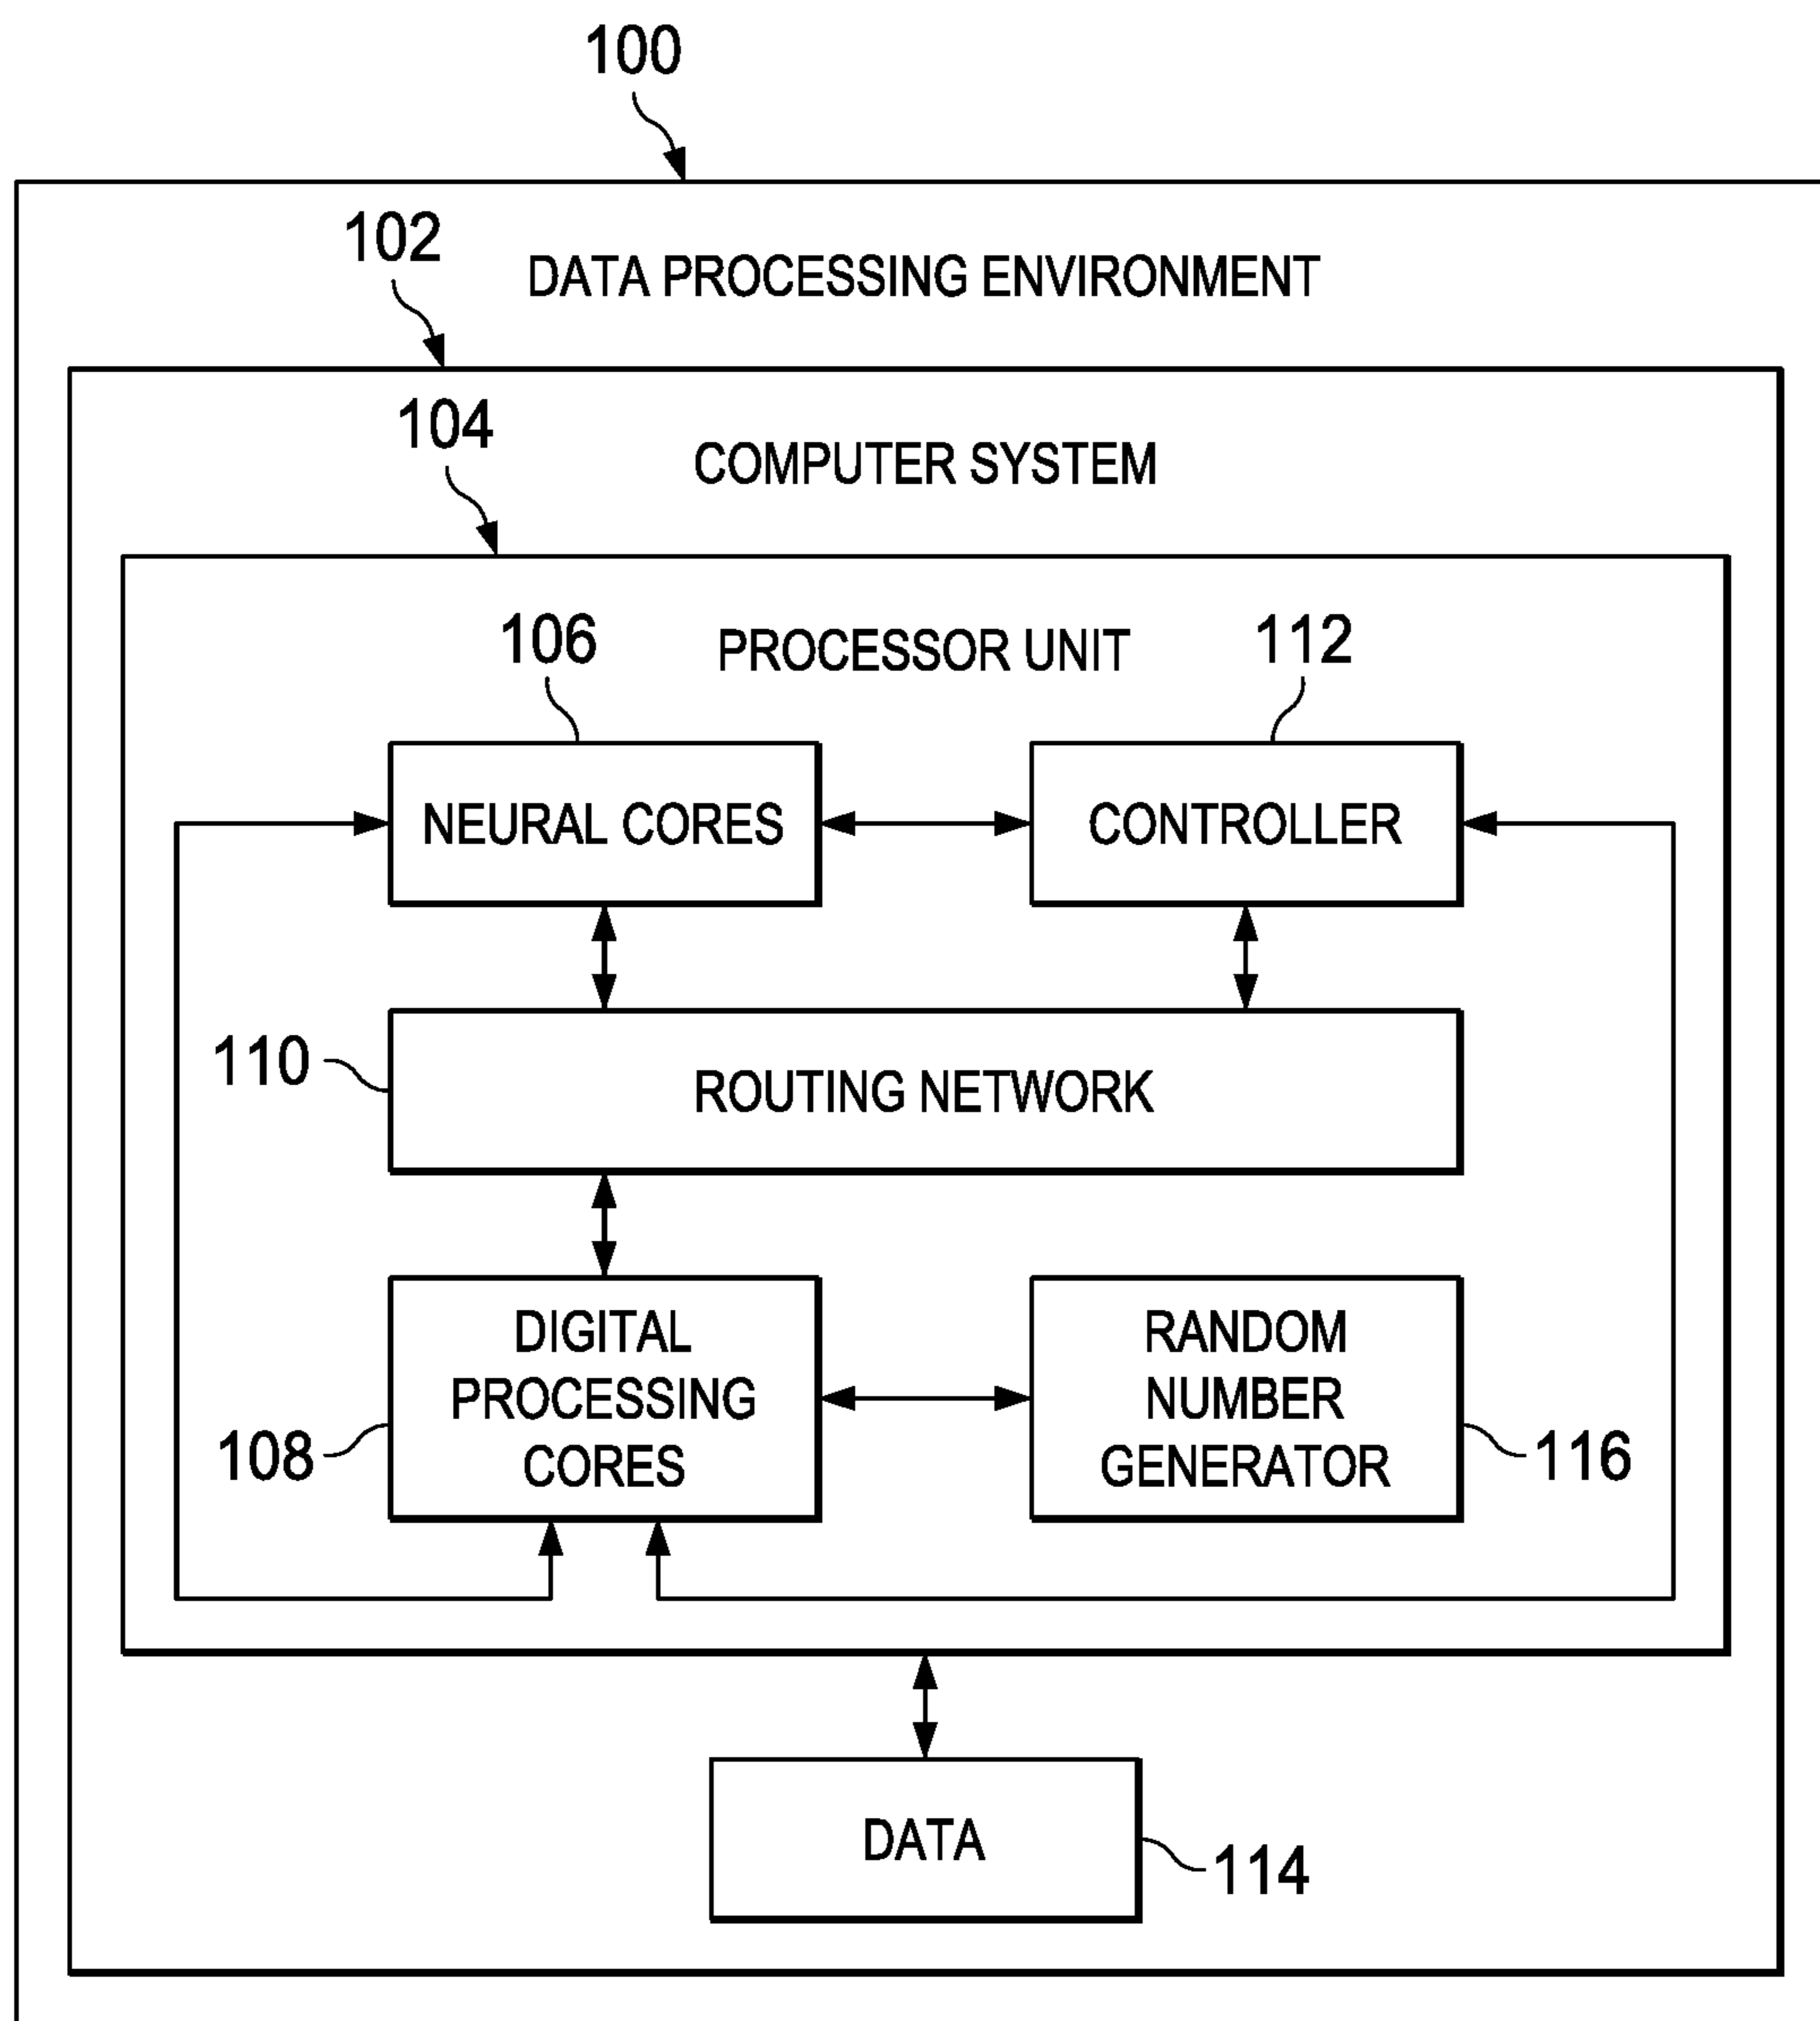 100
102
DATA PROCESSING ENVIRONMENT
104
COMPUTER SYSTEM
106
PROCESSOR UNIT
112
NEURAL CORES
CONTROLLER
110
ROUTING NETWORK
DIGITAL
PROCESSING
CORES
108
RANDOM
NUMBER
GENERATOR
116
DATA
114